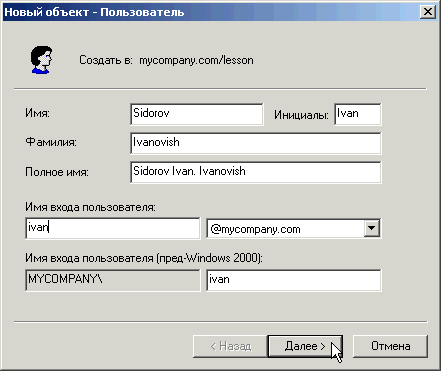 Новый объект - Пользователь
Создать в: mycompany.com/lesson
Имя: Sidorov Инициалы: Ivan
Фамилия: Ivanovish
Полное имя: Sidorov Ivan. Ivanovish
Имя входа пользователя:
ivan @mycompany.com
Имя входа пользователя (пред-Windows 2000):
MYCOMPANY\ ivan
< Назад Далее > Отмена